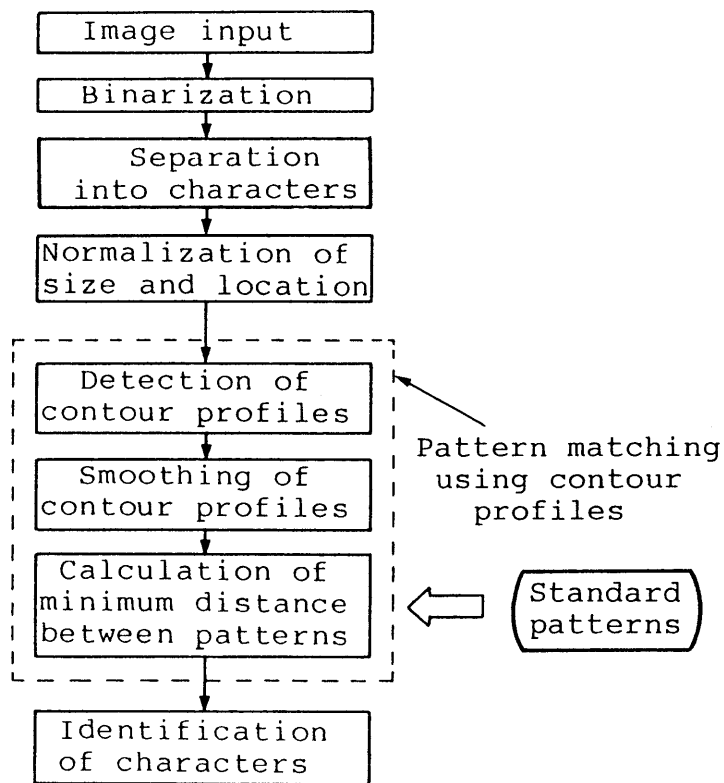 Image input
Binarization
Separation
into characters
Normalization of
size and location
Detection of
contour profiles
Smoothing of
contour profiles
Calculation of
minimum distance
between patterns
Identification
of characters
Pattern matching
using contour
profiles
Standard
patterns